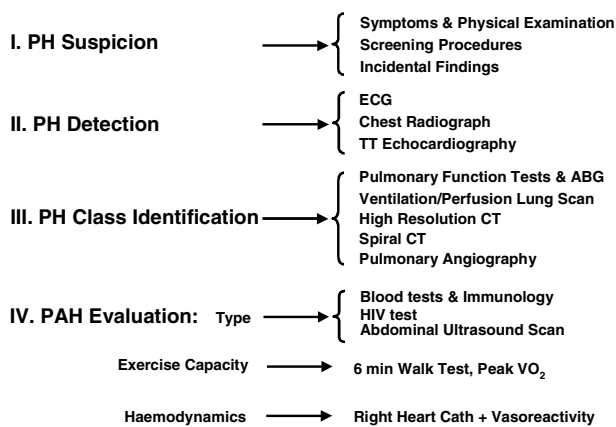 I. PH Suspicion
Symptoms & Physical Examination
Screening Procedures
Incidental Findings
II. PH Detection
ECG
Chest Radiograph
TT Echocardiography
III. PH Class Identification
Pulmonary Function Tests & ABG
Ventilation/Perfusion Lung Scan
High Resolution CT
Spiral CT
Pulmonary Angiography
IV. PAH Evaluation: Type
Blood tests & Immunology
HIV test
Abdominal Ultrasound Scan
Exercise Capacity
6 min Walk Test, Peak VO₂
Haemodynamics
Right Heart Cath + Vasoreactivity